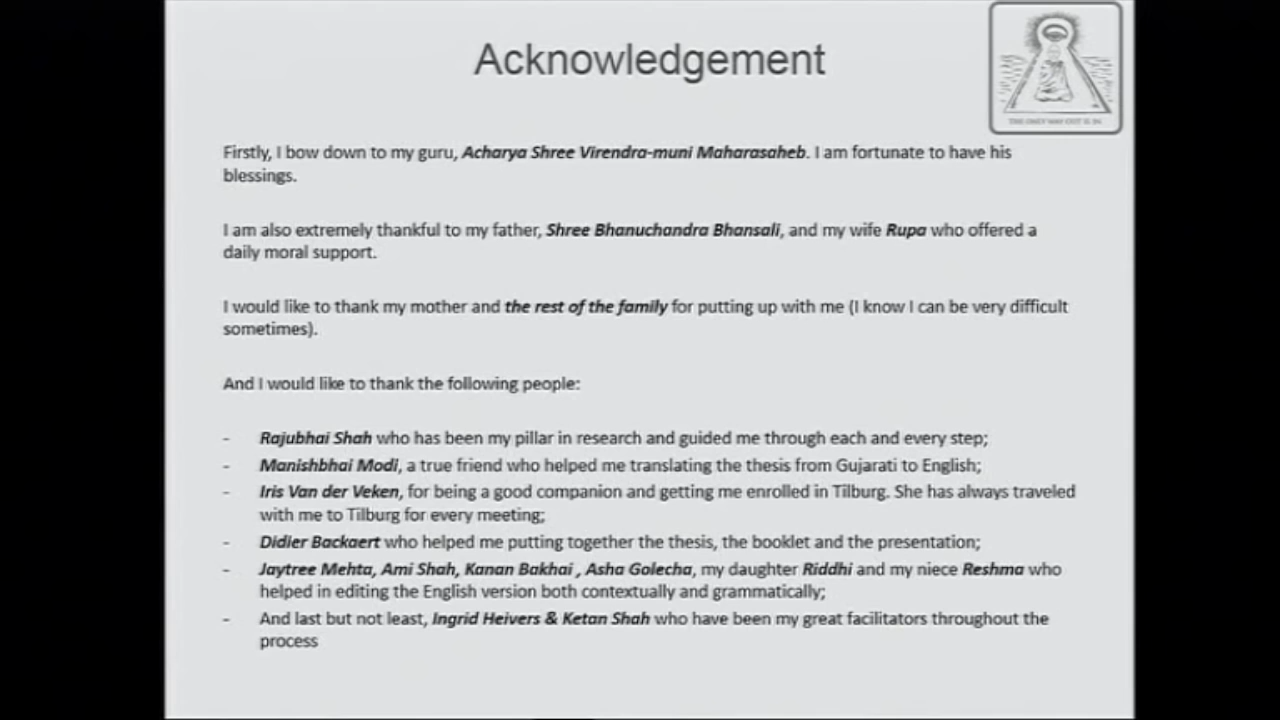 Acknowledgement
THE ONLY WAY OUT IS IN
Firstly, I bow down to my guru, Acharya Shree Virendra-muni Maharasaheb. I am fortunate to have his
blessings.
I am also extremely thankful to my father, Shree Bhanuchandra Bhansali, and my wife Rupa who offered a
daily moral support.
I would like to thank my mother and the rest of the family for putting up with me (I know I can be very difficult
sometimes).
And I would like to thank the following people:
- Rajubhai Shah who has been my pillar in research and guided me through each and every step;
- Manishbhai Modi, a true friend who helped me translating the thesis from Gujarati to English;
- Iris Van der Veken, for being a good companion and getting me enrolled in Tilburg. She has always traveled
with me to Tilburg for every meeting;
- Didier Backaert who helped me putting together the thesis, the booklet and the presentation;
- Jaytree Mehta, Ami Shah, Kanan Bakhai , Asha Golecha, my daughter Riddhi and my niece Reshma who
helped in editing the English version both contextually and grammatically;
- And last but not least, Ingrid Heivers & Ketan Shah who have been my great facilitators throughout the
process